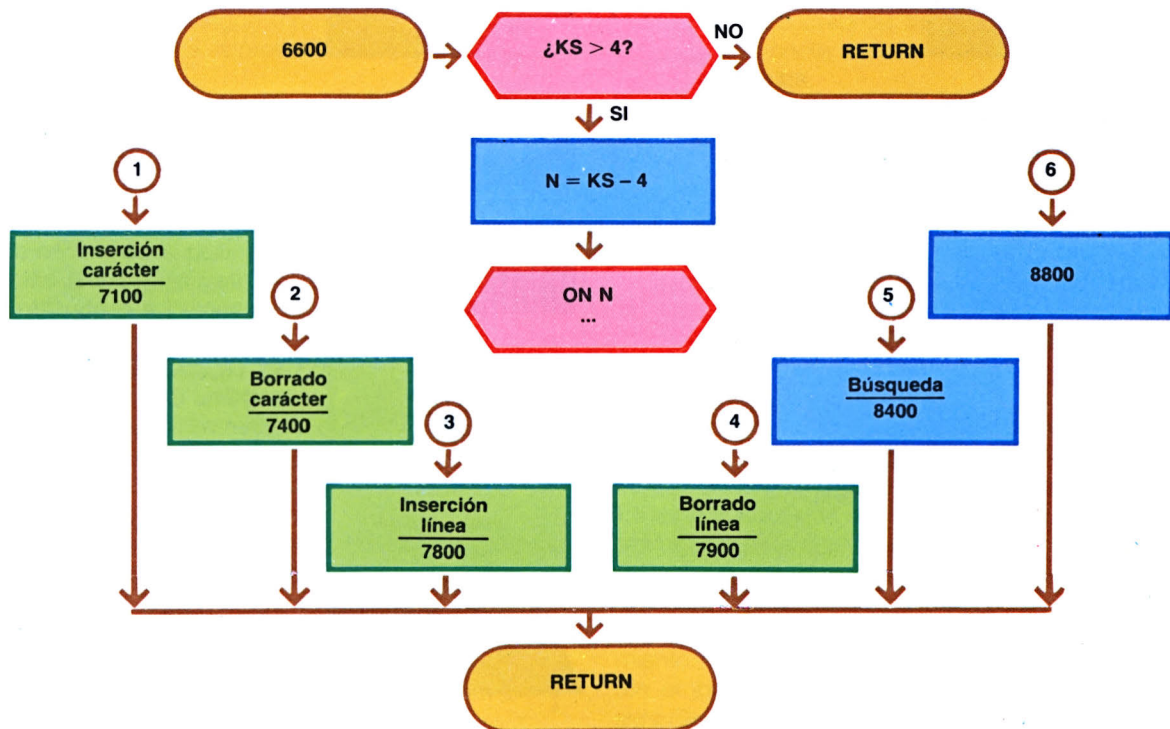 6600
¿KS > 4?
NO
RETURN
SI
N = KS – 4
ON N
...
1
Inserción
carácter
7100
2
Borrado
carácter
7400
3
Inserción
línea
7800
4
Borrado
línea
7900
5
Búsqueda
8400
6
8800
RETURN